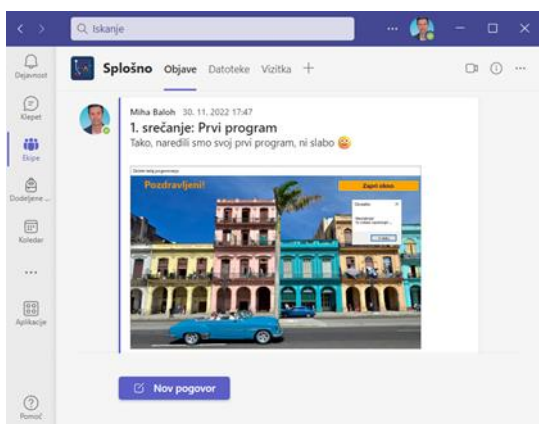 Iskanje
Splošno Objave Datoteke Vizitka
Dejavnost
Klepet
Ekipe
Dodeljene ...
Koledar
Aplikacije
Pomoč
Miha Baloh 30. 11. 2022 17:47
1. srečanje: Prvi program
Tako, naredili smo svoj prvi program, ni slabo
Pozdravljeni!
Zapri okno
Nov pogovor